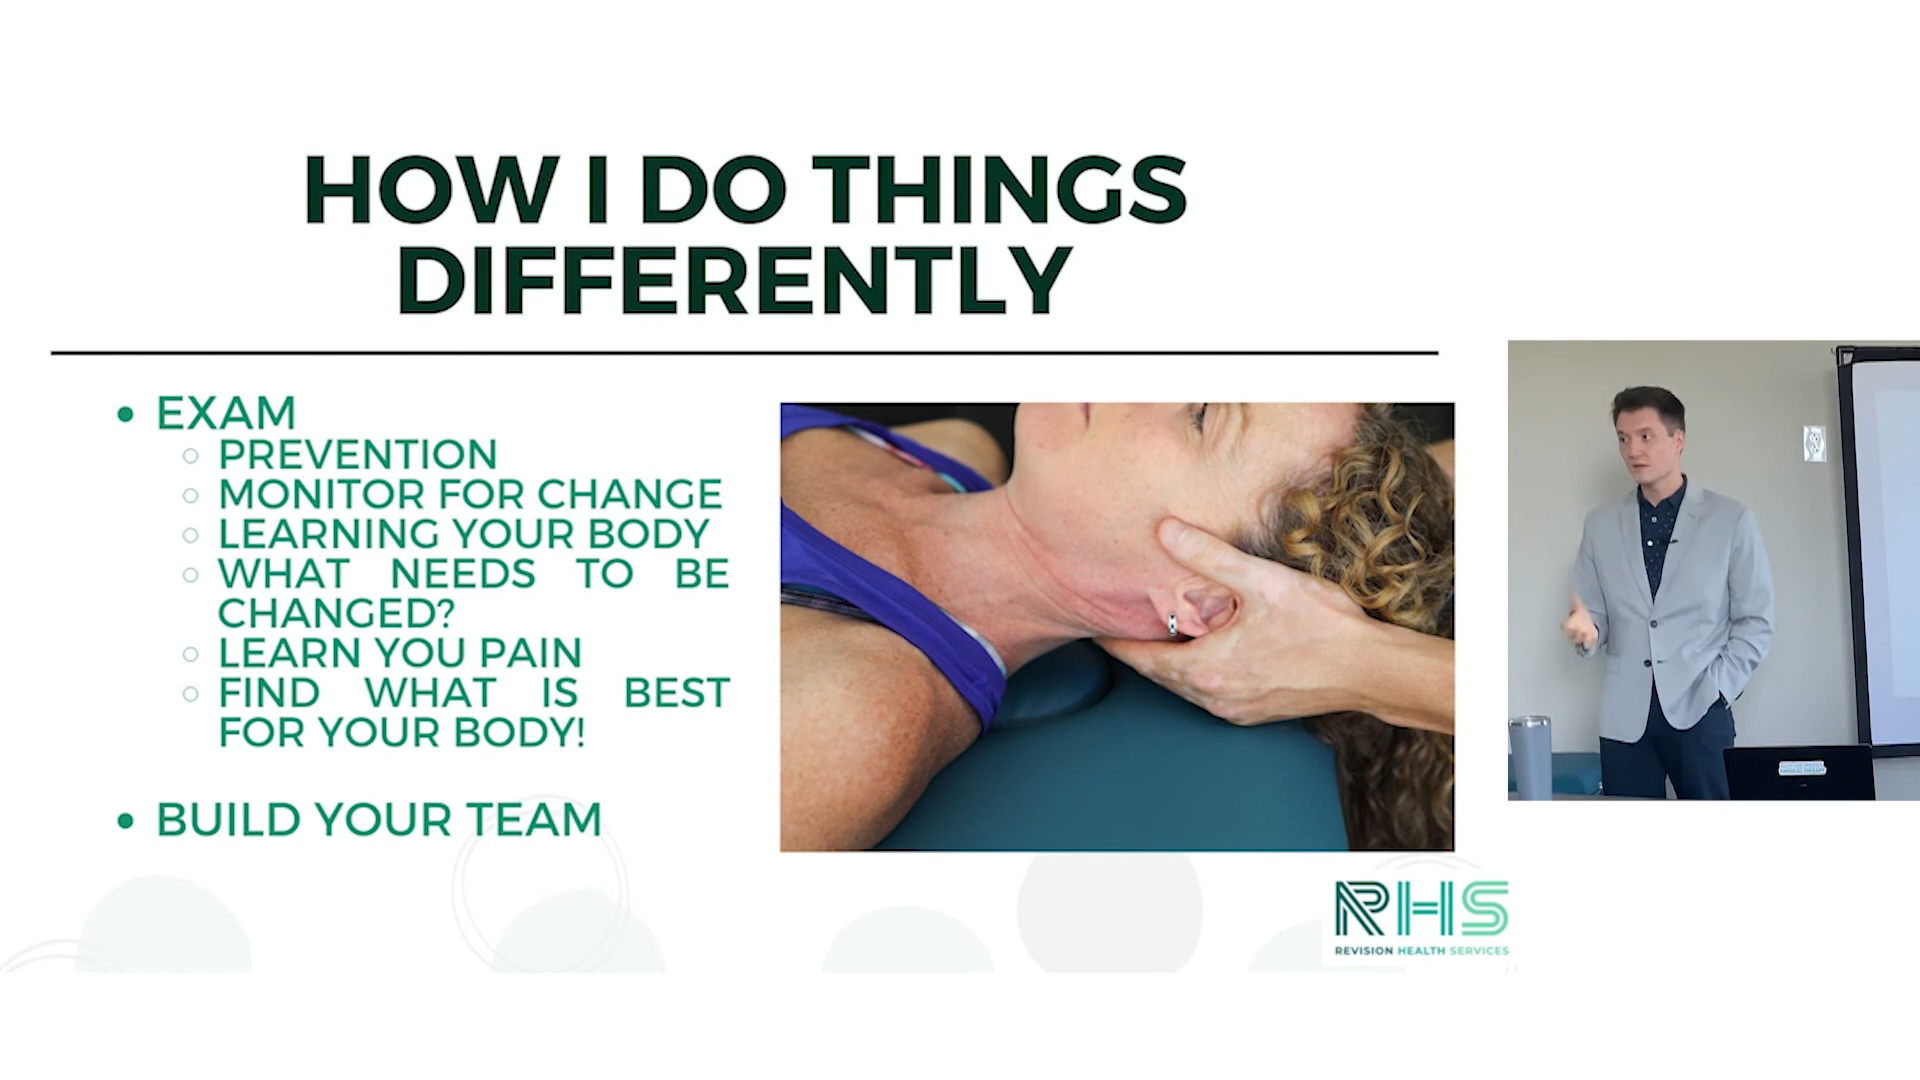 HOW I DO THINGS
DIFFERENTLY
• EXAM
○ PREVENTION
○ MONITOR FOR CHANGE
○ LEARNING YOUR BODY
○ WHAT NEEDS TO BE
CHANGED?
○ LEARN YOU PAIN
○ FIND WHAT IS BEST
FOR YOUR BODY!
• BUILD YOUR TEAM
RHS
REVISION HEALTH SERVICES